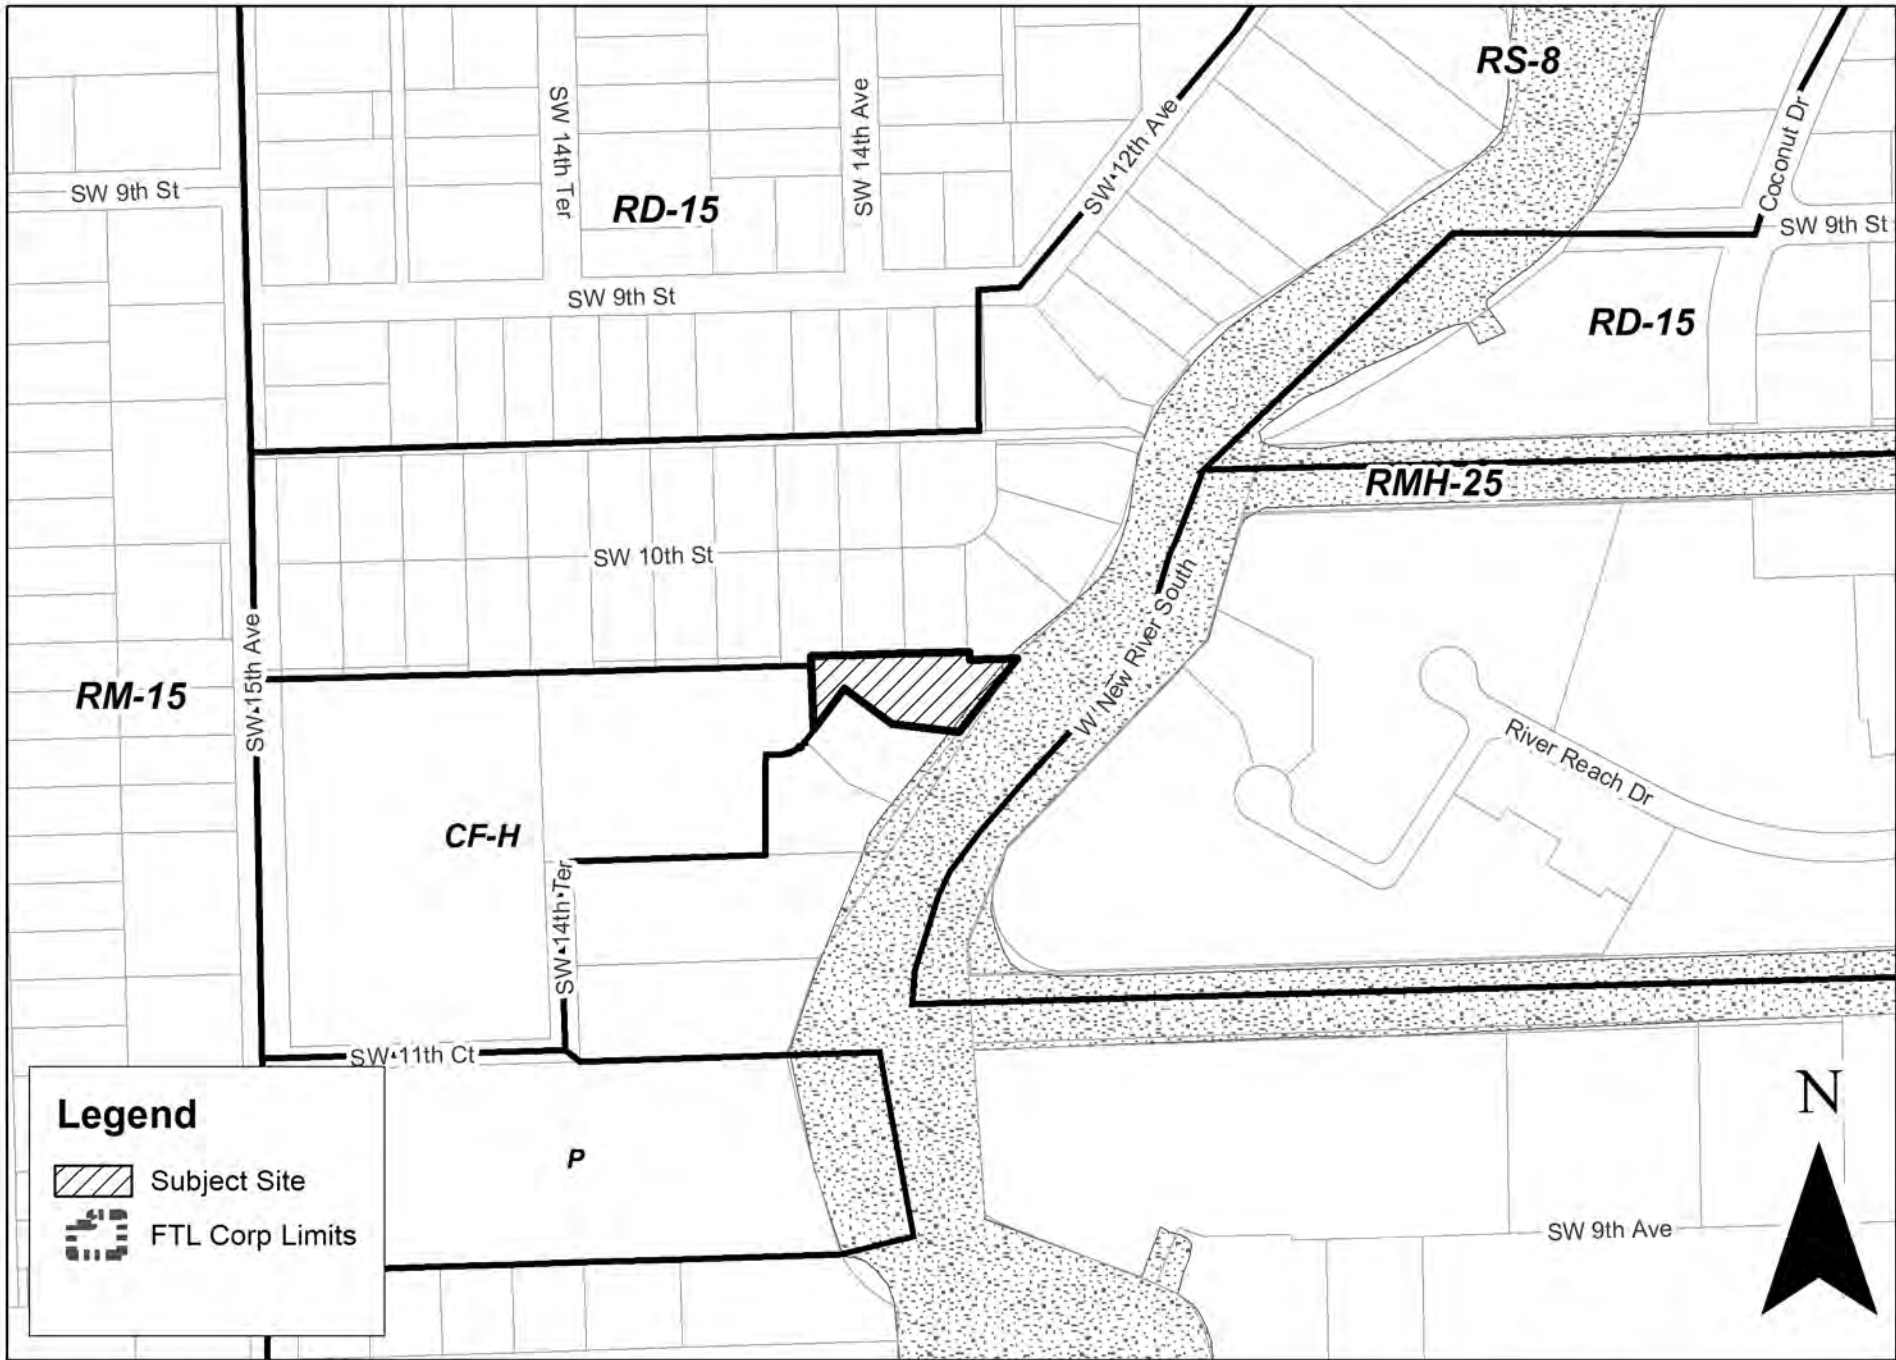 RS-8
SW 14th Ter
SW 14th Ave
SW 12th Ave
Coconut Dr
SW 9th St
RD-15
SW 9th St
SW 9th St
RD-15
RMH-25
SW 10th St
W New River South
SW 15th Ave
RM-15
River Reach Dr
CF-H
SW 14th Ter
SW 11th Ct
N
Legend
Subject Site
FTL Corp Limits
P
SW 9th Ave